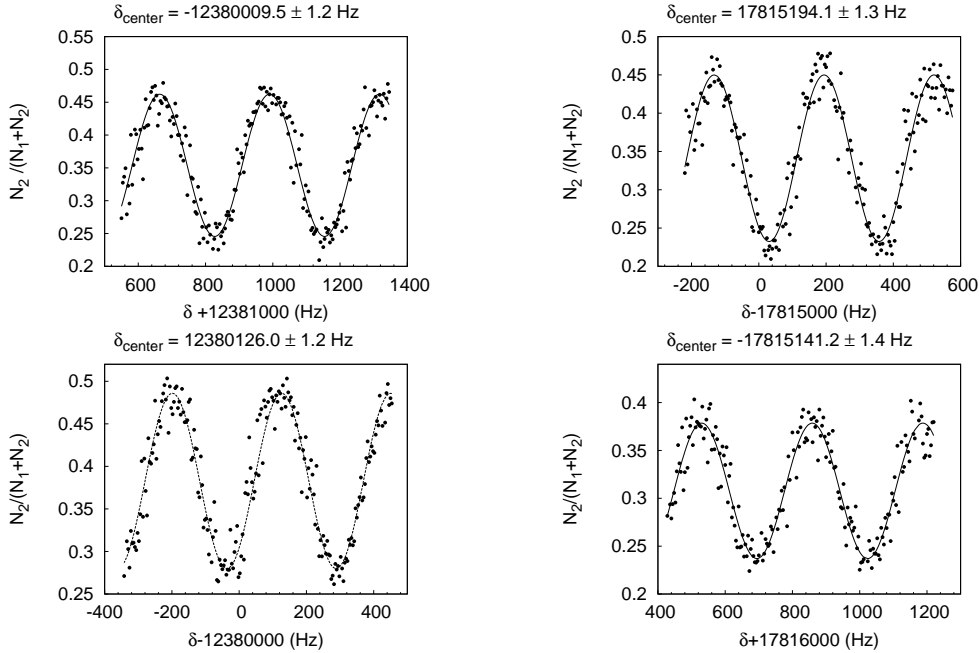 δcenter = -12380009.5 ± 1.2 Hz
N2 /(N1+N2)
0.55
0.5
0.45
0.4
0.35
0.3
0.25
0.2
600 800 1000 1200 1400
δ +12381000 (Hz)
δcenter = 17815194.1 ± 1.3 Hz
N2 /(N1+N2)
0.5
0.45
0.4
0.35
0.3
0.25
0.2
-200 0 200 400 600
δ-17815000 (Hz)
δcenter = 12380126.0 ± 1.2 Hz
N2/(N1+N2)
0.5
0.45
0.4
0.35
0.3
0.25
-400 -200 0 200 400
δ-12380000 (Hz)
δcenter = -17815141.2 ± 1.4 Hz
N2/(N1+N2)
0.4
0.35
0.3
0.25
0.2
400 600 800 1000 1200
δ+17816000 (Hz)